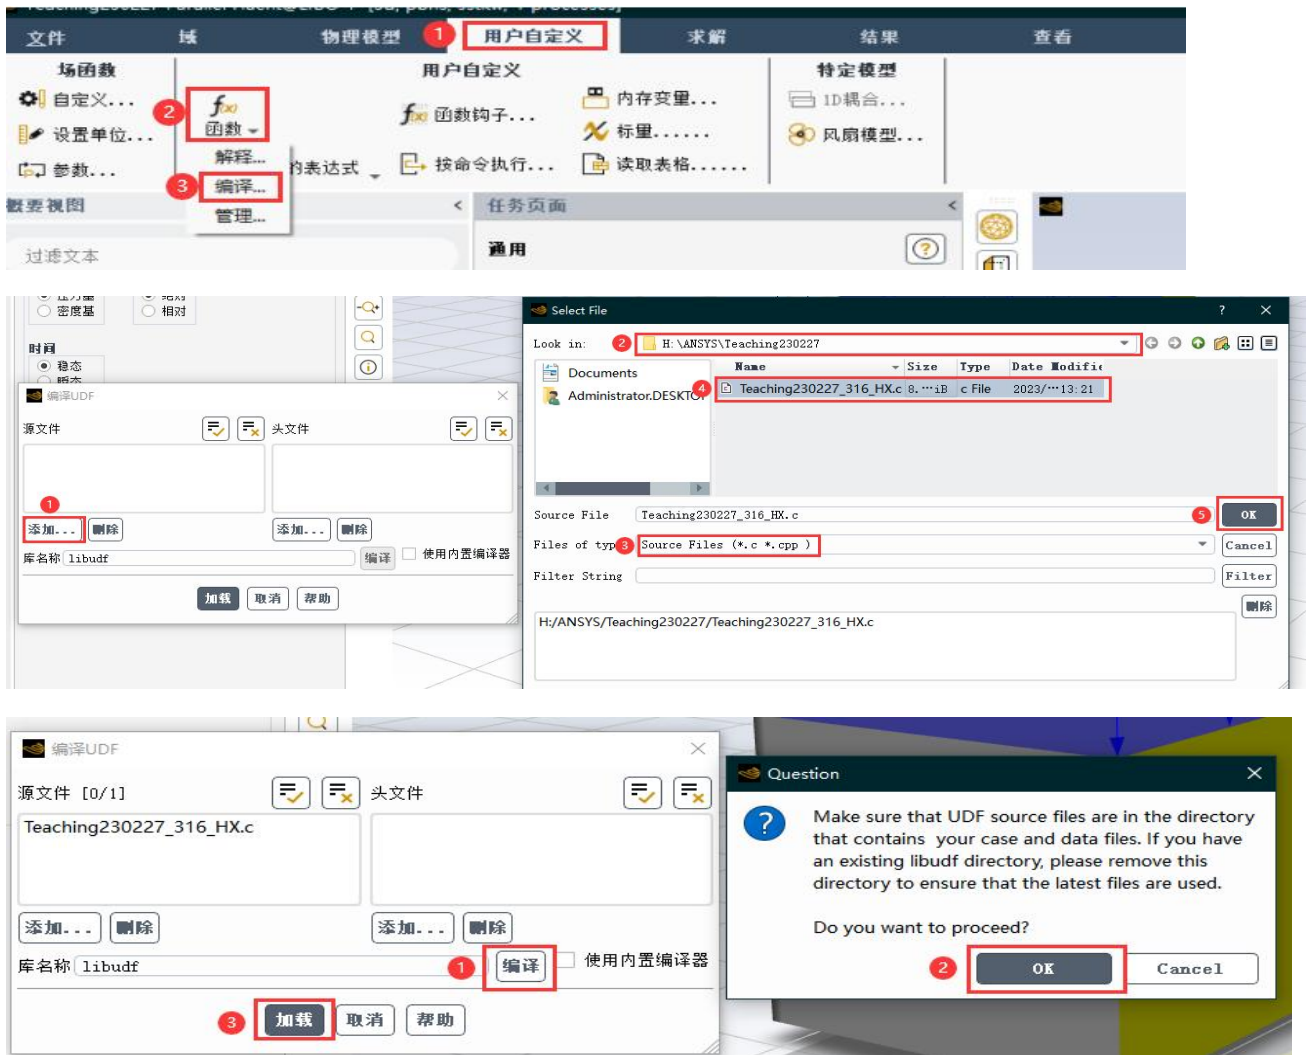 文件 域 物理模型 1 用户自定义 求解 结果 查看
场函数 用户自定义 特定模型
自定义... 2 f(x) 函数 函数钩子... 内存变量... 1D耦合...
设置单位... 解释... 标量...... 风扇模型...
参数... 3 编译... 的表达式 按命令执行... 读取表格......
管理...
概要视图 < 任务页面 <
过滤文本 通用 ?
压力基 绝对
密度基 相对
时间
稳态
瞬态
编译UDF
源文件 头文件
1
添加... 删除 添加... 删除
库名称 libudf 编译 使用内置编译器
加载 取消 帮助
Select File ? ×
Look in: 2 H:\ANSYS\Teaching230227
Documents Name Size Type Date Modifie
Administrator.DESKTOP 4 Teaching230227_316_HX.c 8.…iB c File 2023/…13:21
Source File Teaching230227_316_HX.c 5 OK
Files of typ 3 Source Files (*.c *.cpp ) Cancel
Filter String Filter
删除
H:/ANSYS/Teaching230227/Teaching230227_316_HX.c
编译UDF
源文件 [0/1] 头文件
Teaching230227_316_HX.c
添加... 删除 添加... 删除
库名称 libudf 1 编译 使用内置编译器
3 加载 取消 帮助
Question
Make sure that UDF source files are in the directory
that contains your case and data files. If you have
an existing libudf directory, please remove this
directory to ensure that the latest files are used.
Do you want to proceed?
2 OK Cancel